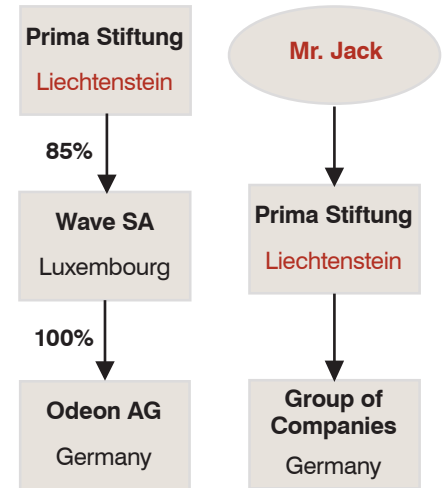 Prima Stiftung
Liechtenstein
85%
Wave SA
Luxembourg
100%
Odeon AG
Germany
Mr. Jack
Prima Stiftung
Liechtenstein
Group of
Companies
Germany